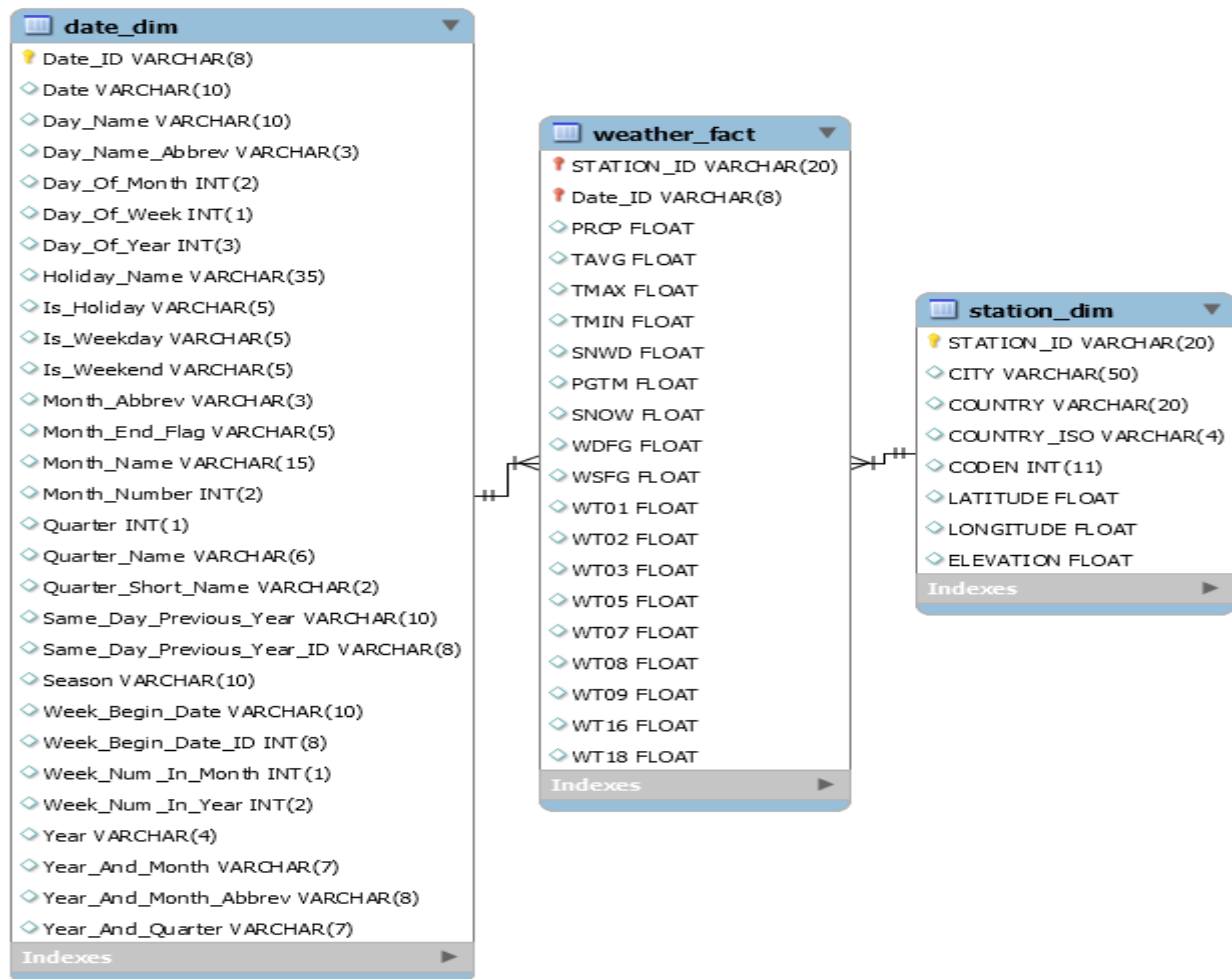 date_dim
Date_ID VARCHAR(8)
Date VARCHAR(10)
Day_Name VARCHAR(10)
Day_Name_Abbrev VARCHAR(3)
Day_Of_Month INT(2)
Day_Of_Week INT(1)
Day_Of_Year INT(3)
Holiday_Name VARCHAR(35)
Is_Holiday VARCHAR(5)
Is_Weekday VARCHAR(5)
Is_Weekend VARCHAR(5)
Month_Abbrev VARCHAR(3)
Month_End_Flag VARCHAR(5)
Month_Name VARCHAR(15)
Month_Number INT(2)
Quarter INT(1)
Quarter_Name VARCHAR(6)
Quarter_Short_Name VARCHAR(2)
Same_Day_Previous_Year VARCHAR(10)
Same_Day_Previous_Year_ID VARCHAR(8)
Season VARCHAR(10)
Week_Begin_Date VARCHAR(10)
Week_Begin_Date_ID INT(8)
Week_Num_In_Month INT(1)
Week_Num_In_Year INT(2)
Year VARCHAR(4)
Year_And_Month VARCHAR(7)
Year_And_Month_Abbrev VARCHAR(8)
Year_And_Quarter VARCHAR(7)
Indexes
weather_fact
STATION_ID VARCHAR(20)
Date_ID VARCHAR(8)
PRCP FLOAT
TAVG FLOAT
TMAX FLOAT
TMIN FLOAT
SNWD FLOAT
PGTM FLOAT
SNOW FLOAT
WDFG FLOAT
WSFG FLOAT
WT01 FLOAT
WT02 FLOAT
WT03 FLOAT
WT05 FLOAT
WT07 FLOAT
WT08 FLOAT
WT09 FLOAT
WT16 FLOAT
WT18 FLOAT
Indexes
station_dim
STATION_ID VARCHAR(20)
CITY VARCHAR(50)
COUNTRY VARCHAR(20)
COUNTRY_ISO VARCHAR(4)
CODEN INT(11)
LATITUDE FLOAT
LONGITUDE FLOAT
ELEVATION FLOAT
Indexes